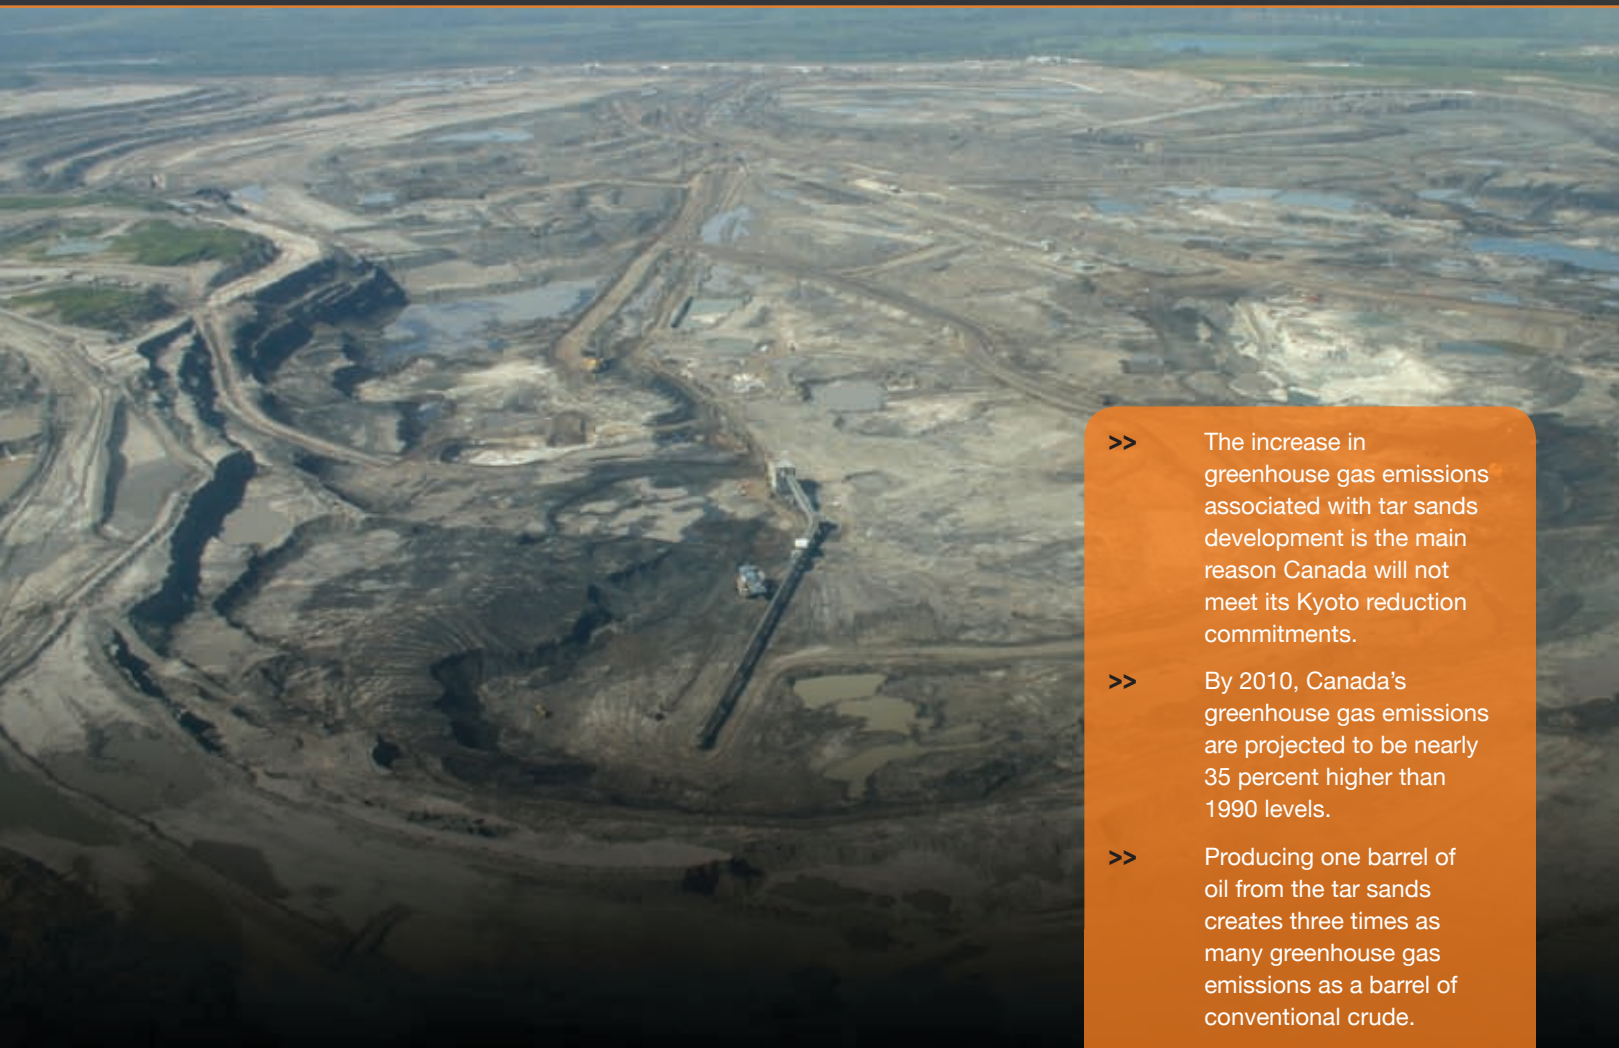 >> The increase in
greenhouse gas emissions
associated with tar sands
development is the main
reason Canada will not
meet its Kyoto reduction
commitments.
>> By 2010, Canada’s
greenhouse gas emissions
are projected to be nearly
35 percent higher than
1990 levels.
>> Producing one barrel of
oil from the tar sands
creates three times as
many greenhouse gas
emissions as a barrel of
conventional crude.